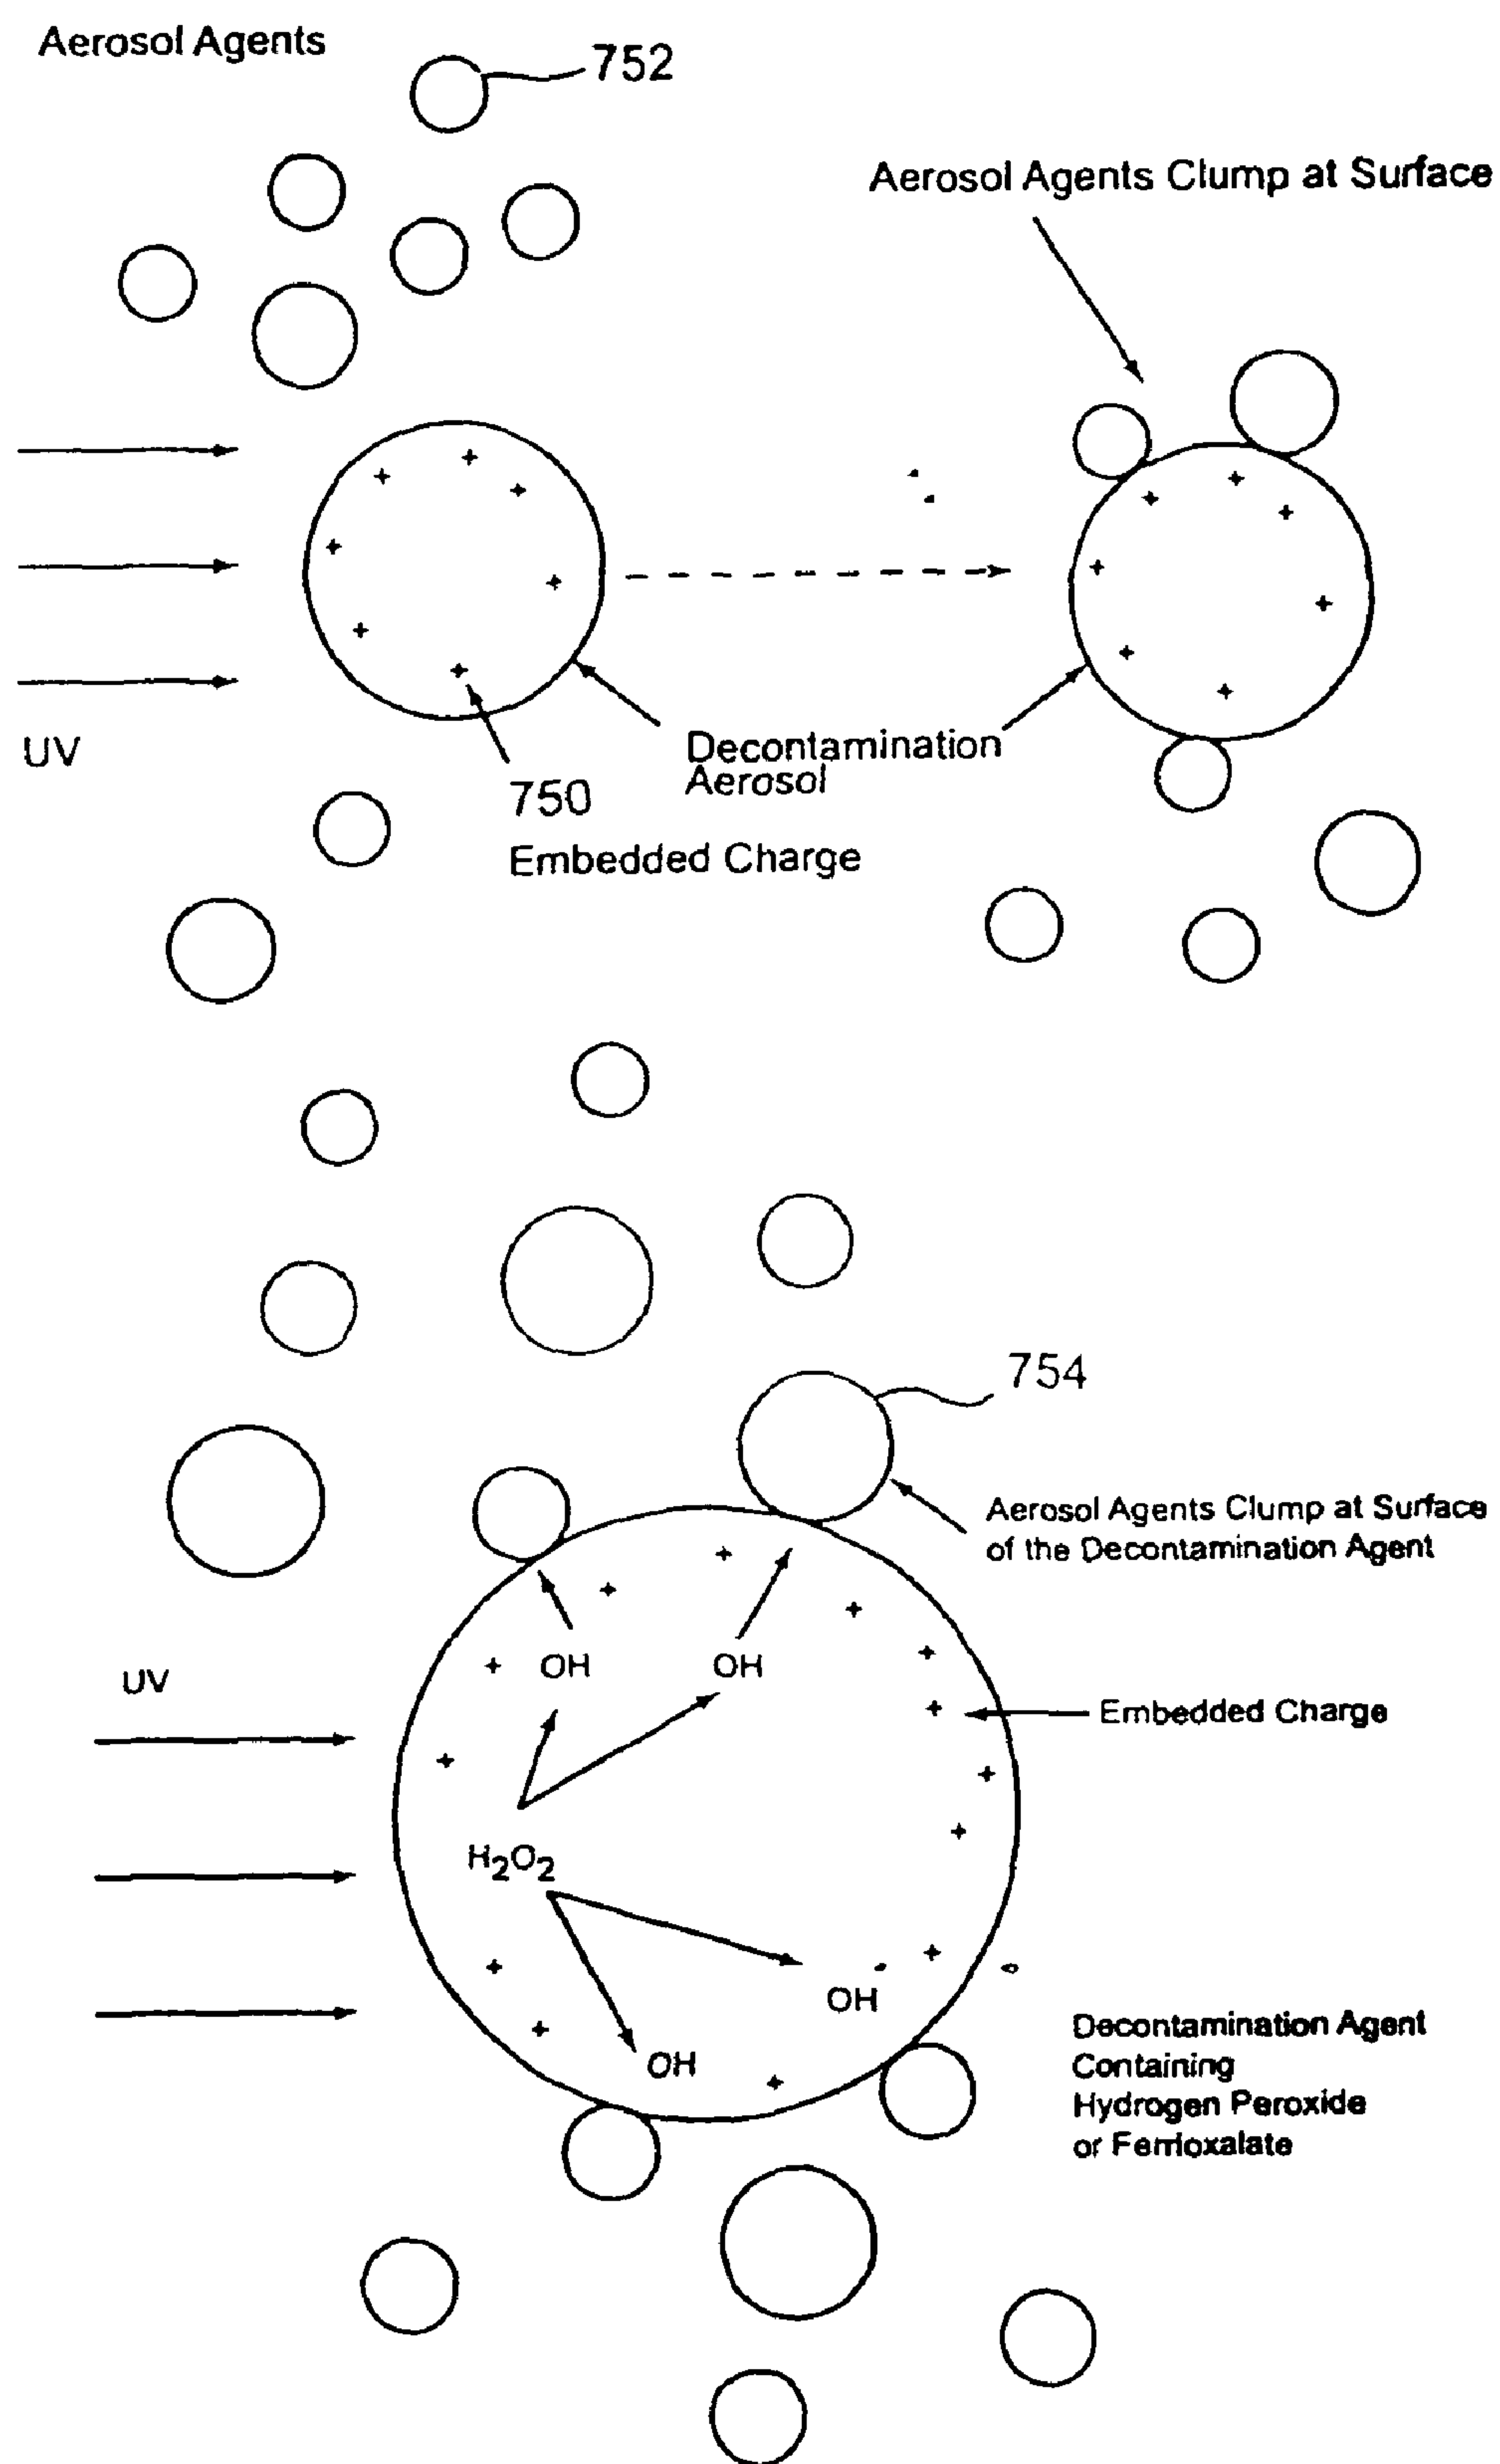 Aerosol Agents
752
Aerosol Agents Clump at Surface
+
+
+
+
+
+
+
+
+
+
+
+
+
+
UV
Decontamination
Aerosol
750
Embedded Charge
754
Aerosol Agents Clump at Surface
of the Decontamination Agent
+
+
+
+
+ OH
OH
UV
+
Embedded Charge
+
+
+
H2O2
+
+
OH
+
OH
+
Decontamination Agent
Containing
Hydrogen Peroxide
or Ferrioxalate